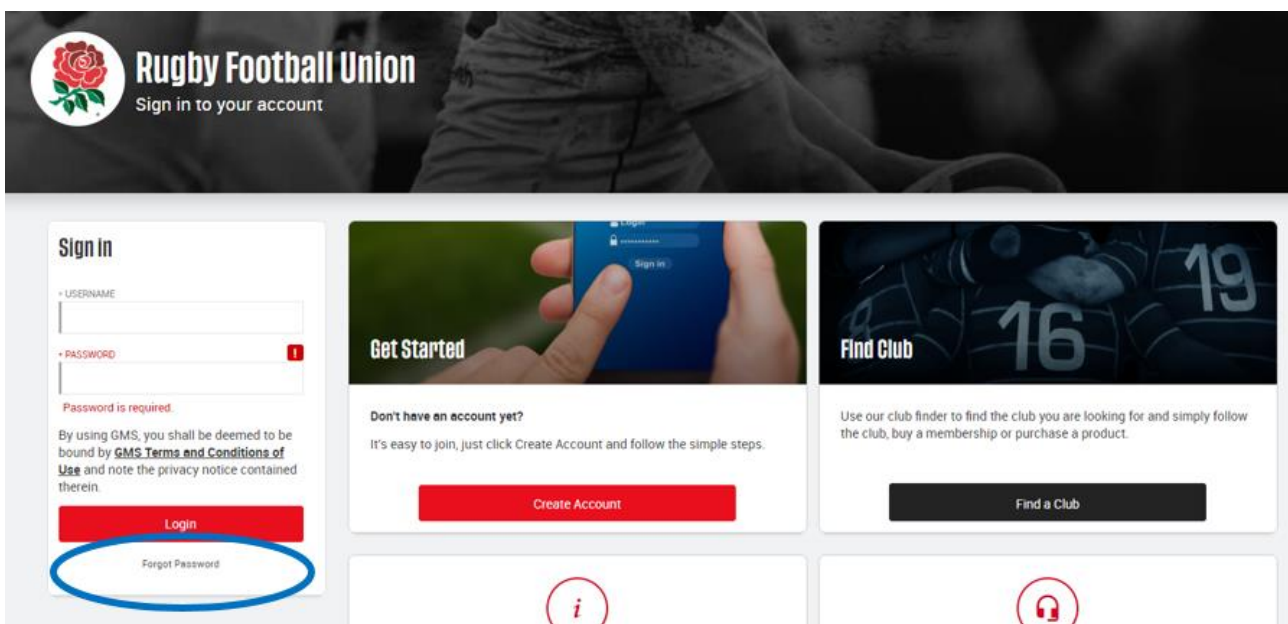 Rugby Football Union
Sign in to your account
Sign in
* USERNAME
* PASSWORD
!
Password is required.
By using GMS, you shall be deemed to be
bound by GMS Terms and Conditions of
Use and note the privacy notice contained
therein.
Login
Forgot Password
Login
Sign in
Get Started
Don't have an account yet?
It's easy to join, just click Create Account and follow the simple steps.
Create Account
19
16
Find Club
Use our club finder to find the club you are looking for and simply follow
the club, buy a membership or purchase a product.
Find a Club
i